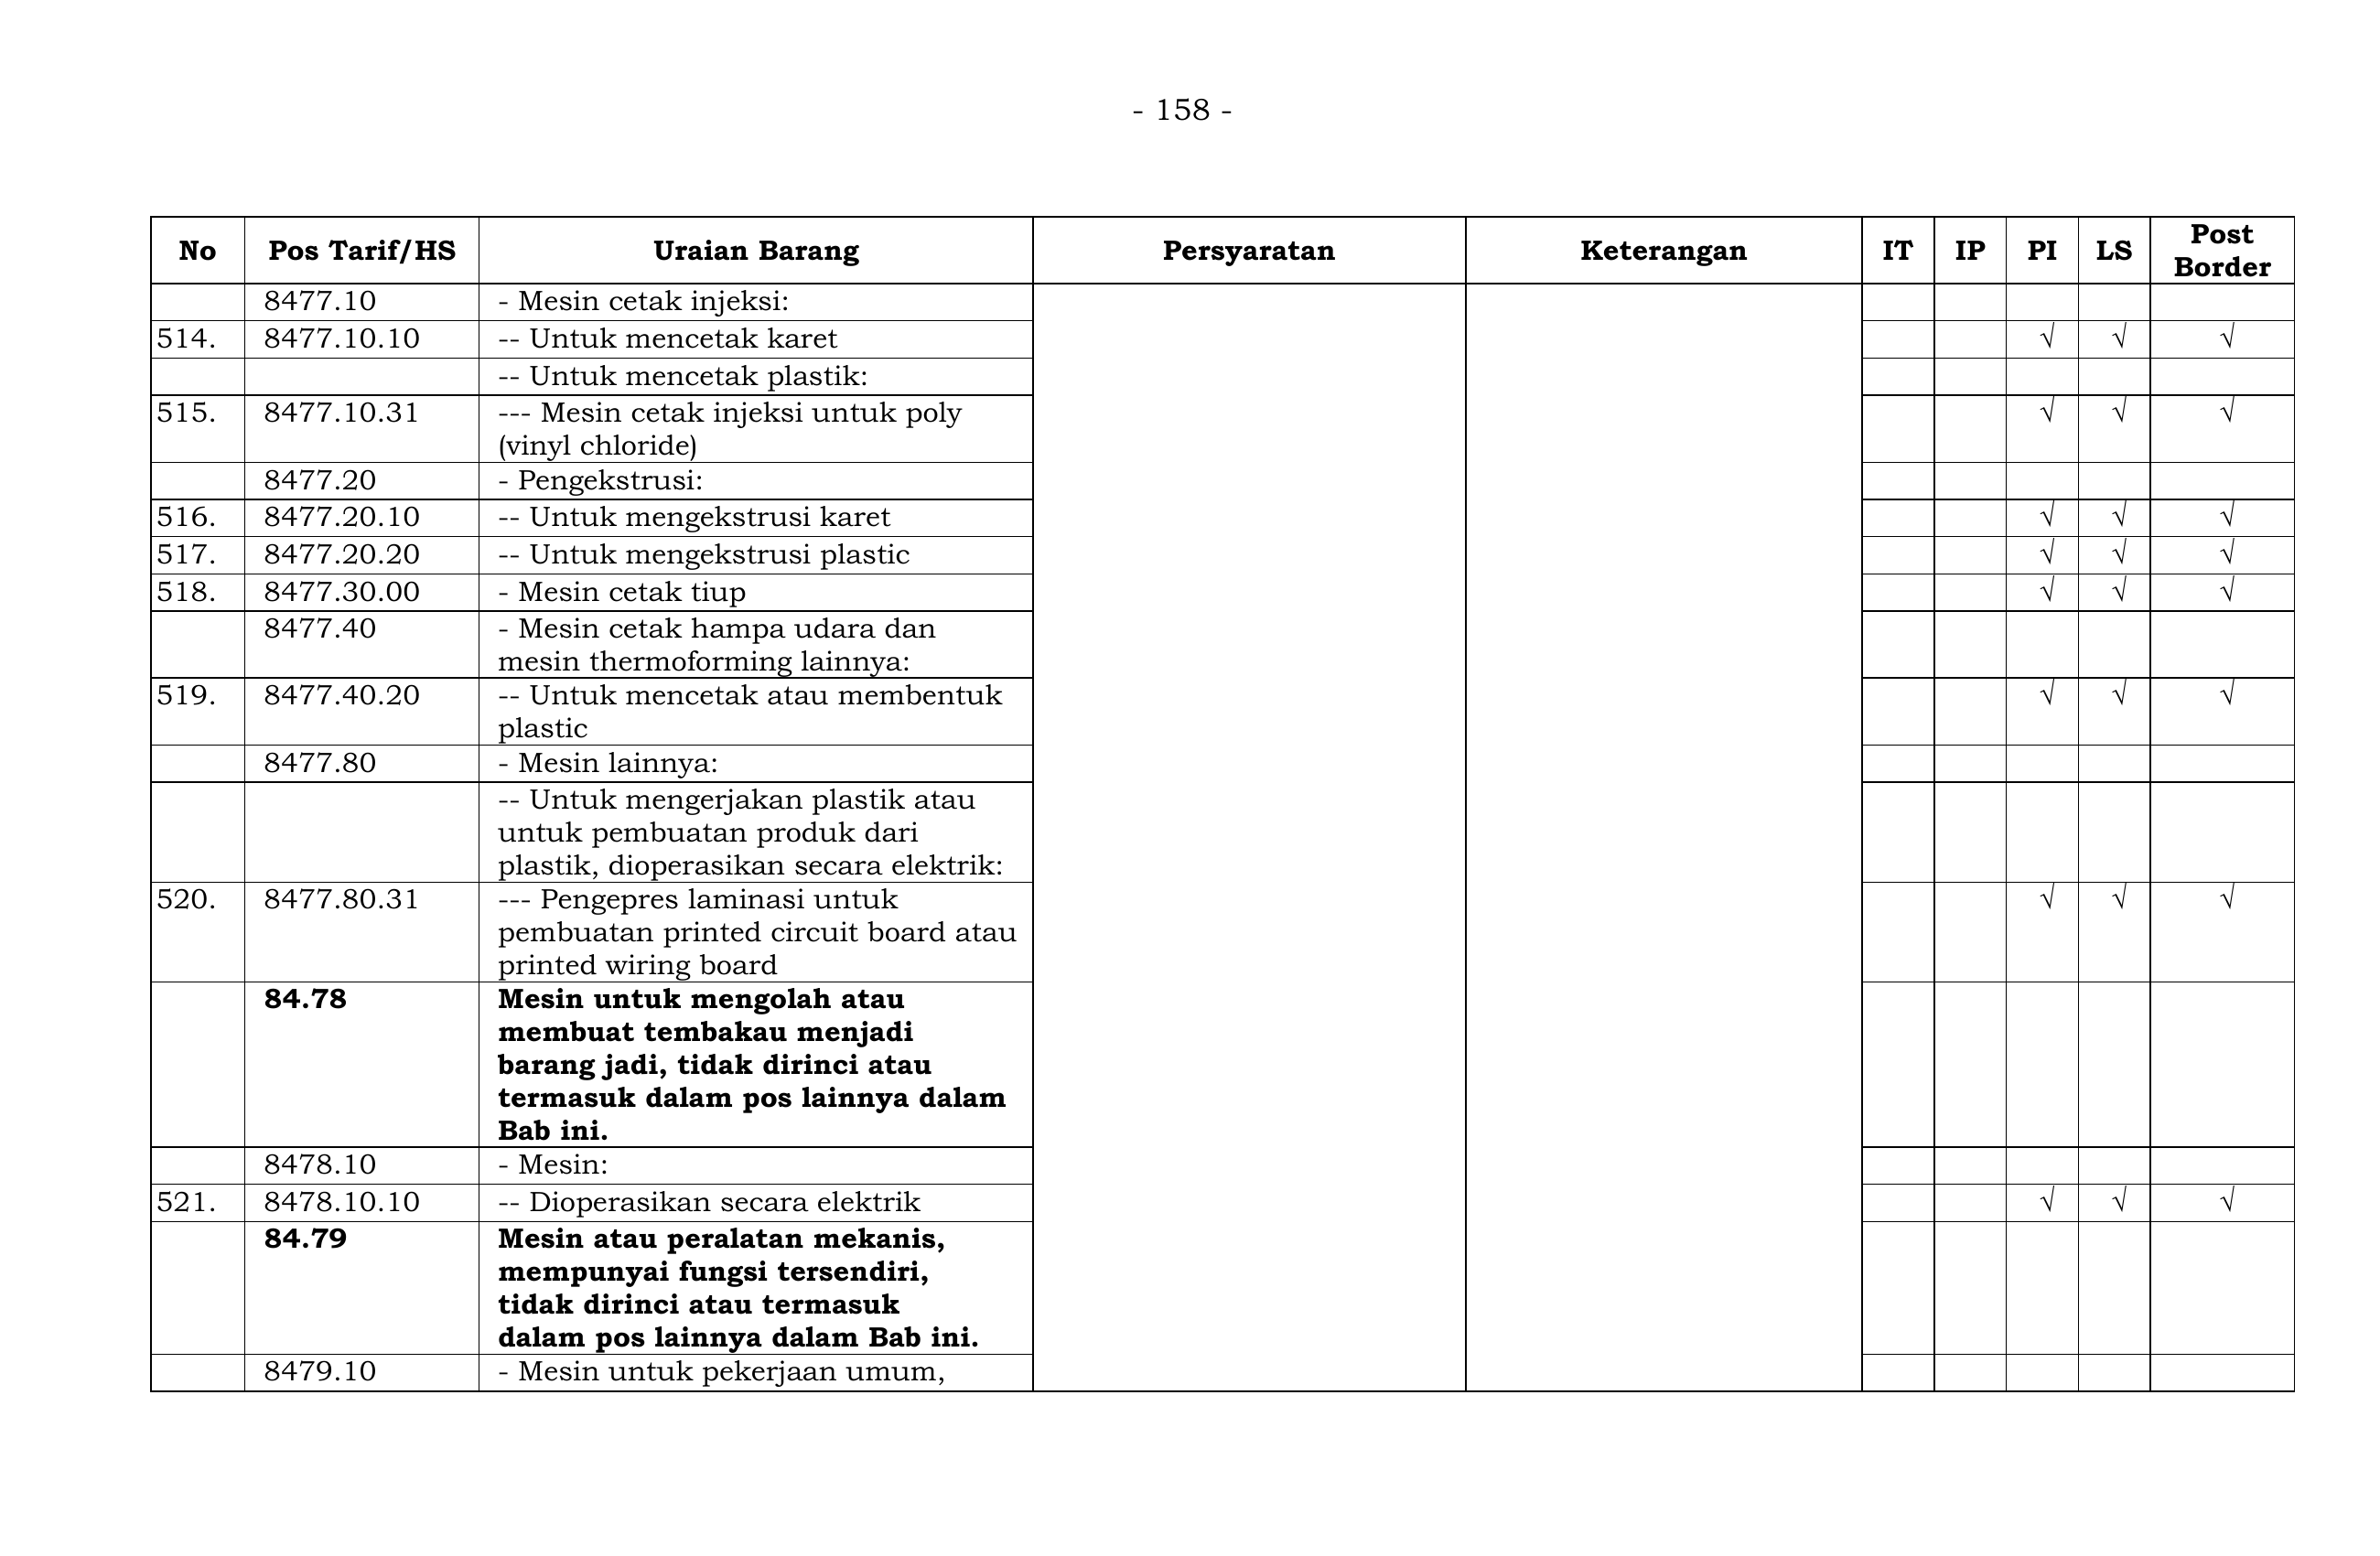 - 158 -
No Pos Tarif/HS Uraian Barang Persyaratan Keterangan IT IP PI LS Post Border
8477.10 - Mesin cetak injeksi:
514. 8477.10.10 -- Untuk mencetak karet √ √ √
-- Untuk mencetak plastik:
515. 8477.10.31 --- Mesin cetak injeksi untuk poly √ √ √
(vinyl chloride)
8477.20 - Pengekstrusi:
516. 8477.20.10 -- Untuk mengekstrusi karet √ √ √
517. 8477.20.20 -- Untuk mengekstrusi plastic √ √ √
518. 8477.30.00 - Mesin cetak tiup √ √ √
8477.40 - Mesin cetak hampa udara dan
mesin thermoforming lainnya:
519. 8477.40.20 -- Untuk mencetak atau membentuk √ √ √
plastic
8477.80 - Mesin lainnya:
-- Untuk mengerjakan plastik atau
untuk pembuatan produk dari
plastik, dioperasikan secara elektrik:
520. 8477.80.31 --- Pengepres laminasi untuk √ √ √
pembuatan printed circuit board atau
printed wiring board
84.78 Mesin untuk mengolah atau
membuat tembakau menjadi
barang jadi, tidak dirinci atau
termasuk dalam pos lainnya dalam
Bab ini.
8478.10 - Mesin:
521. 8478.10.10 -- Dioperasikan secara elektrik √ √ √
84.79 Mesin atau peralatan mekanis,
mempunyai fungsi tersendiri,
tidak dirinci atau termasuk
dalam pos lainnya dalam Bab ini.
8479.10 - Mesin untuk pekerjaan umum,